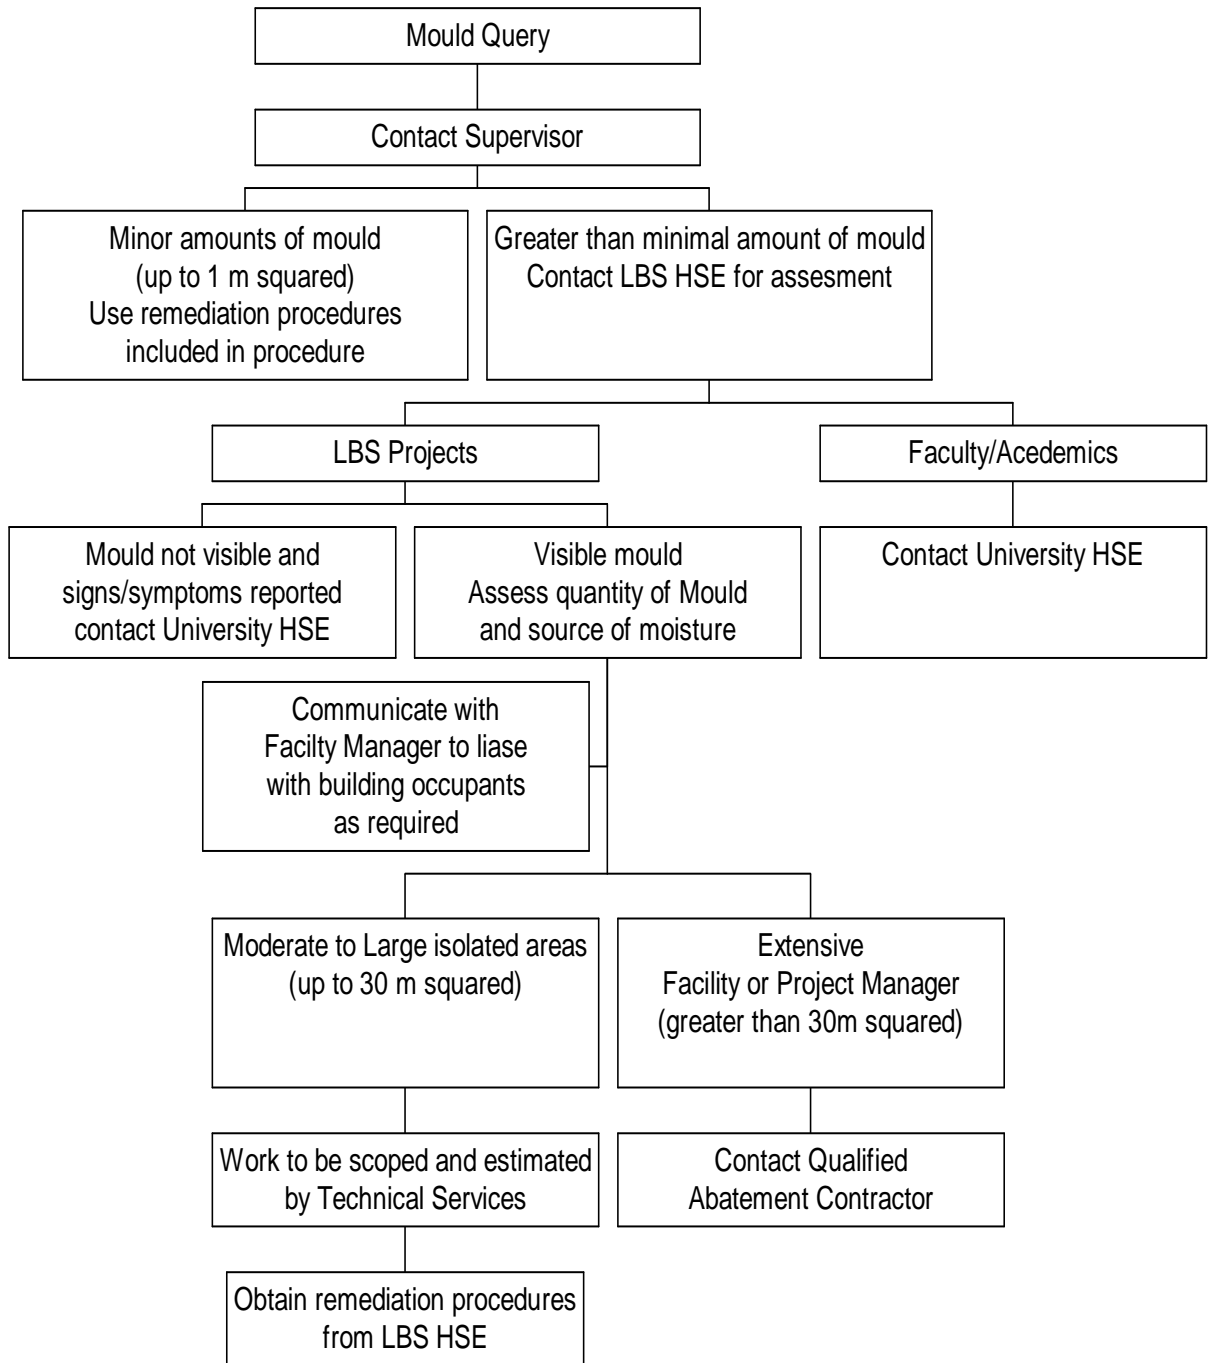 Mould Query
Contact Supervisor
Minor amounts of mould
(up to 1 m squared)
Use remediation procedures
included in procedure
Greater than minimal amount of mould
Contact LBS HSE for assesment
LBS Projects
Faculty/Acedemics
Mould not visible and
signs/symptoms reported
contact University HSE
Visible mould
Assess quantity of Mould
and source of moisture
Contact University HSE
Communicate with
Facilty Manager to liase
with building occupants
as required
Moderate to Large isolated areas
(up to 30 m squared)
Extensive
Facility or Project Manager
(greater than 30m squared)
Work to be scoped and estimated
by Technical Services
Contact Qualified
Abatement Contractor
Obtain remediation procedures
from LBS HSE